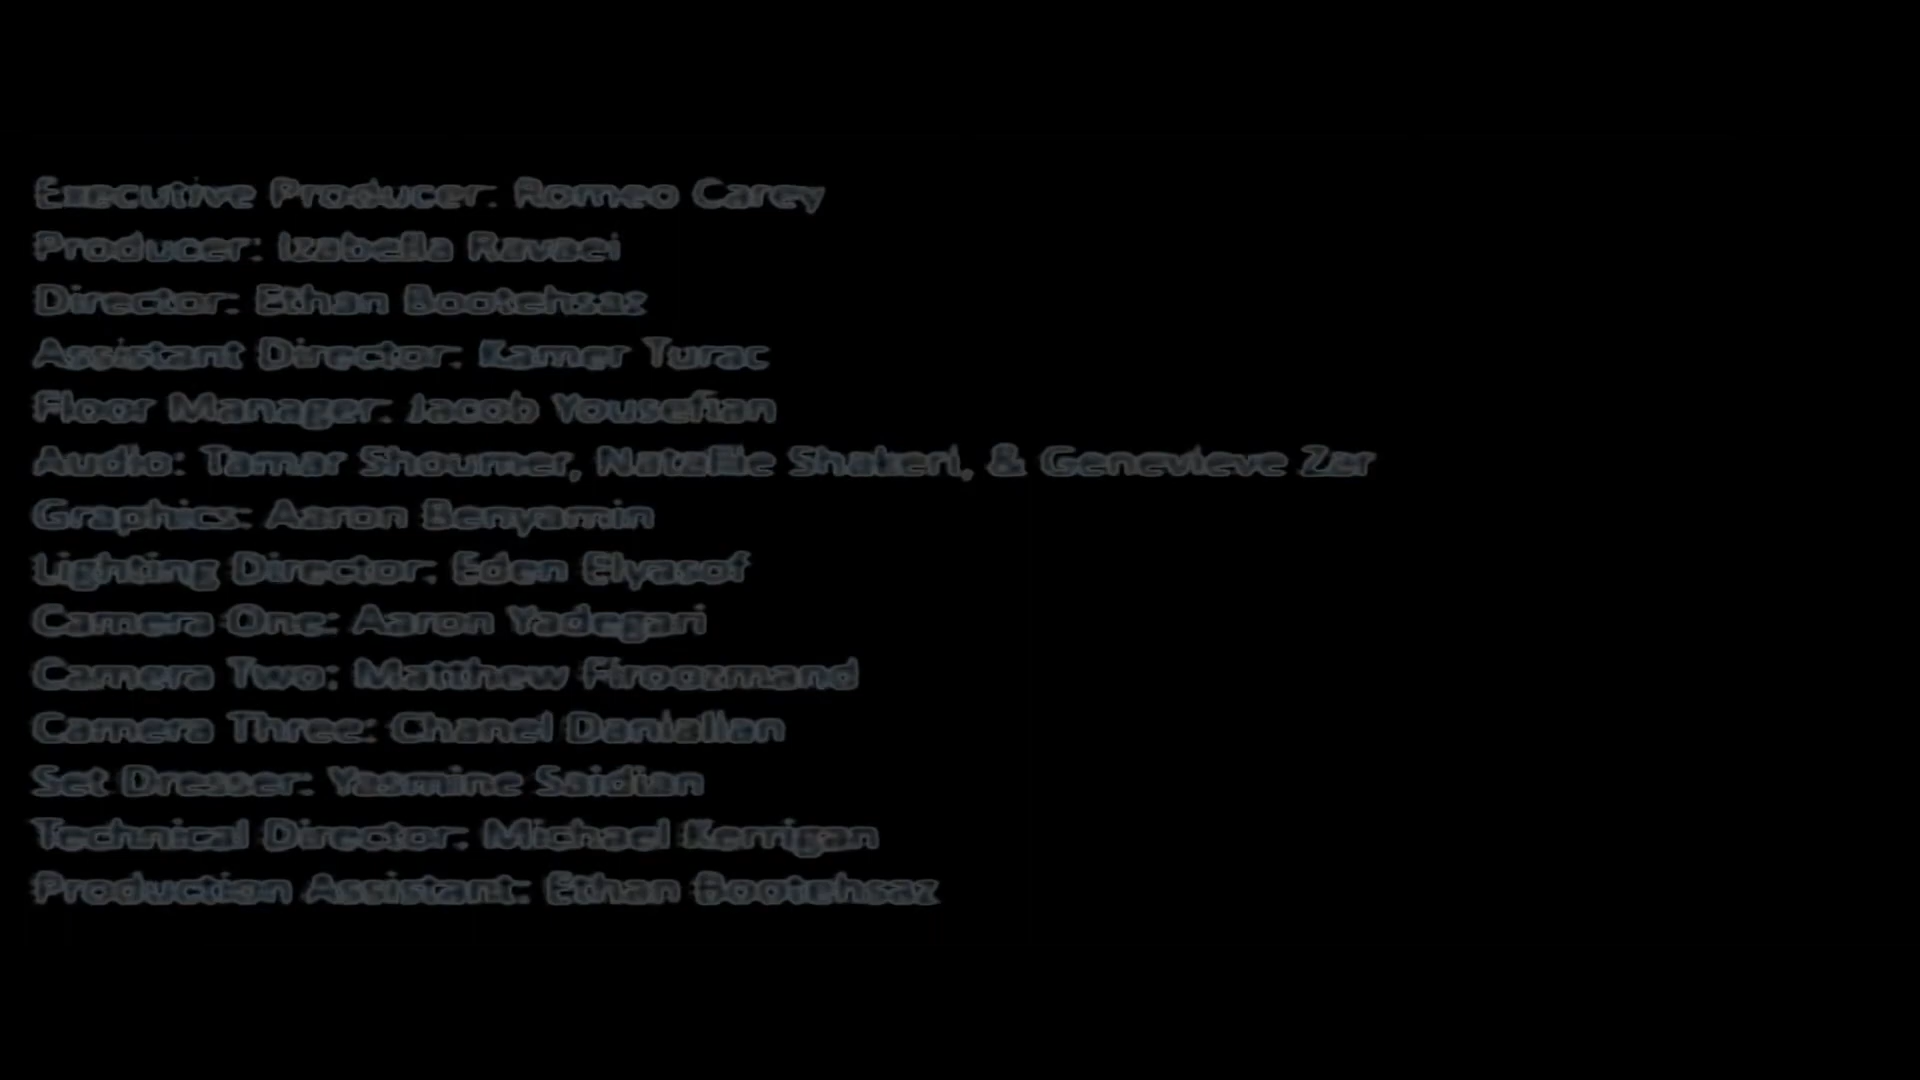 Executive Producer: Romeo Carey
Producer: Izabella Ravaei
Director: Ethan Bootehsaz
Assistant Director: Kamer Turac
Floor Manager: Jacob Yousefian
Audio: Tamar Shoumer, Natallie Shakeri, & Genevieve Zar
Graphics: Aaron Benyamin
Lighting Director: Eden Elyasof
Camera One: Aaron Yadegari
Camera Two: Matthew Firoozmand
Camera Three: Chanel Danialian
Set Dresser: Yasmine Saidian
Technical Director: Michael Kerrigan
Production Assistant: Ethan Bootehsaz